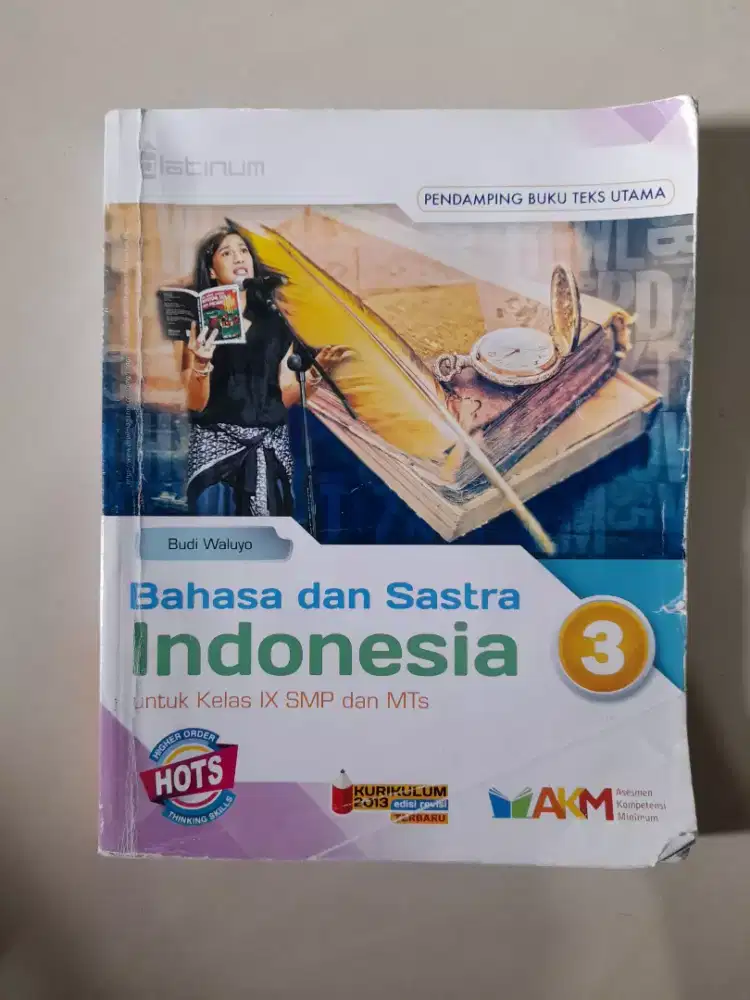 Platinum
PENDAMPING BUKU TEKS UTAMA
Budi Waluyo
Bahasa dan Sastra
Indonesia
3
untuk Kelas IX SMP dan MTs
HIGHER ORDER
HOTS
THINKING SKILLS
KURIKULUM
2013 edisi revisi
TERBARU
AKM
Asesmen
Kompetensi
Minimum